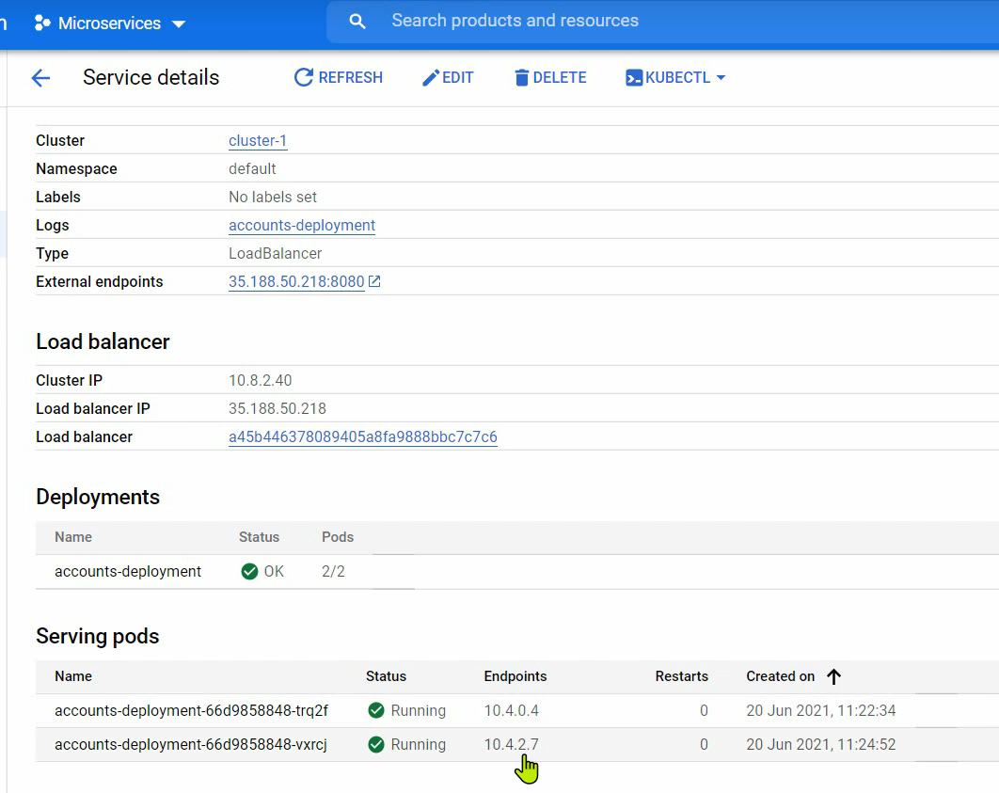 n Microservices Search products and resources
Service details REFRESH EDIT DELETE KUBECTL
Cluster cluster-1
Namespace default
Labels No labels set
Logs accounts-deployment
Type LoadBalancer
External endpoints 35.188.50.218:8080
Load balancer
Cluster IP 10.8.2.40
Load balancer IP 35.188.50.218
Load balancer a45b446378089405a8fa9888bbc7c7c6
Deployments
Name Status Pods
accounts-deployment OK 2/2
Serving pods
Name Status Endpoints Restarts Created on
accounts-deployment-66d9858848-trq2f Running 10.4.0.4 0 20 Jun 2021, 11:22:34
accounts-deployment-66d9858848-vxrcj Running 10.4.2.7 0 20 Jun 2021, 11:24:52